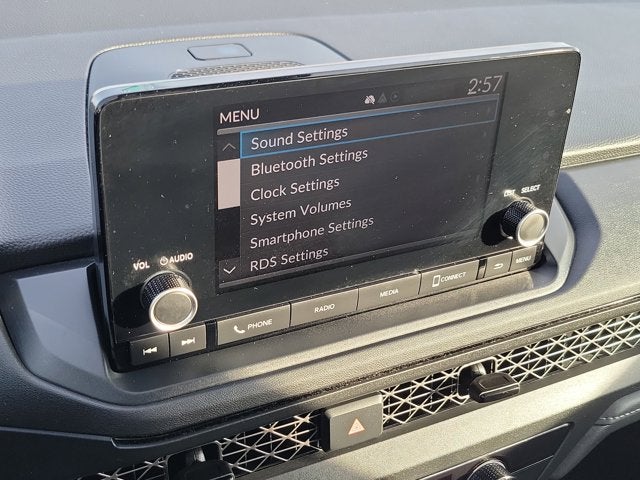 MENU
2:57
Sound Settings
Bluetooth Settings
Clock Settings
System Volumes
Smartphone Settings
RDS Settings
VOL AUDIO
LIST SELECT
PHONE
RADIO
MEDIA
CONNECT
MENU